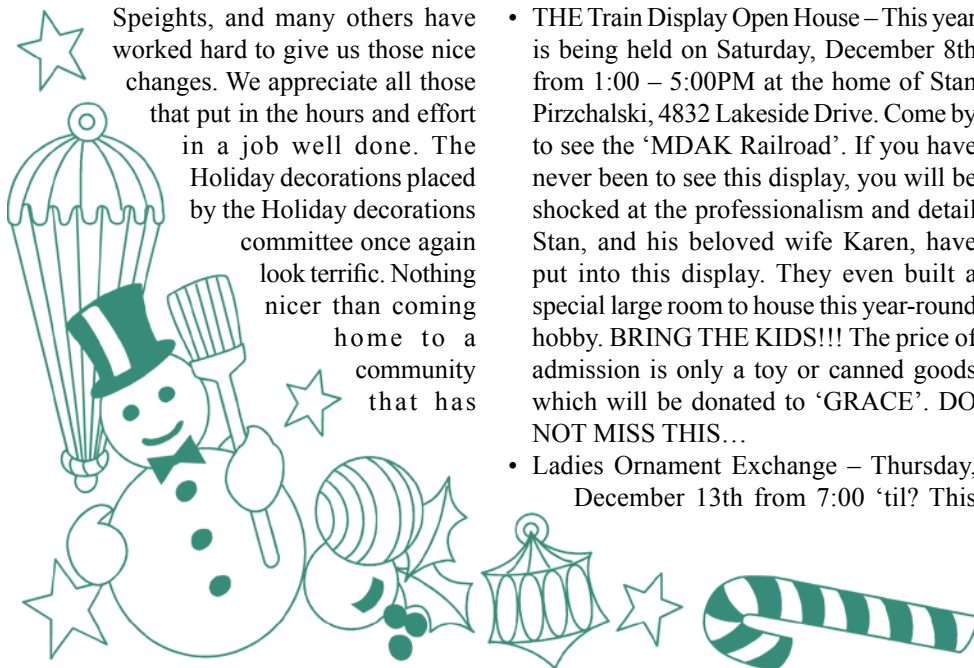 Speights, and many others have
worked hard to give us those nice
changes. We appreciate all those
that put in the hours and effort
in a job well done. The
Holiday decorations placed
by the Holiday decorations
committee once again
look terrific. Nothing
nicer than coming
home to a
community
that has
• THE Train Display Open House – This year
is being held on Saturday, December 8th
from 1:00 – 5:00PM at the home of Stan
Pirzchalski, 4832 Lakeside Drive. Come by
to see the ‘MDAK Railroad’. If you have
never been to see this display, you will be
shocked at the professionalism and detail
Stan, and his beloved wife Karen, have
put into this display. They even built a
special large room to house this year-round
hobby. BRING THE KIDS!!! The price of
admission is only a toy or canned goods
which will be donated to ‘GRACE’. DO
NOT MISS THIS…
• Ladies Ornament Exchange – Thursday,
December 13th from 7:00 ‘til? This